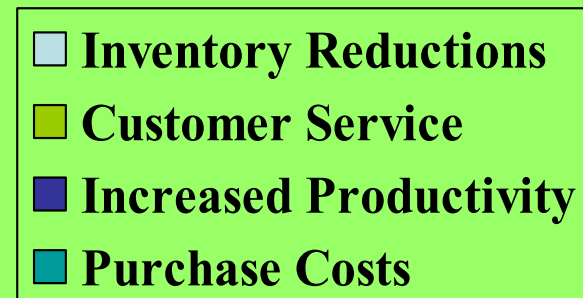 Inventory Reductions
Customer Service
Increased Productivity
Purchase Costs